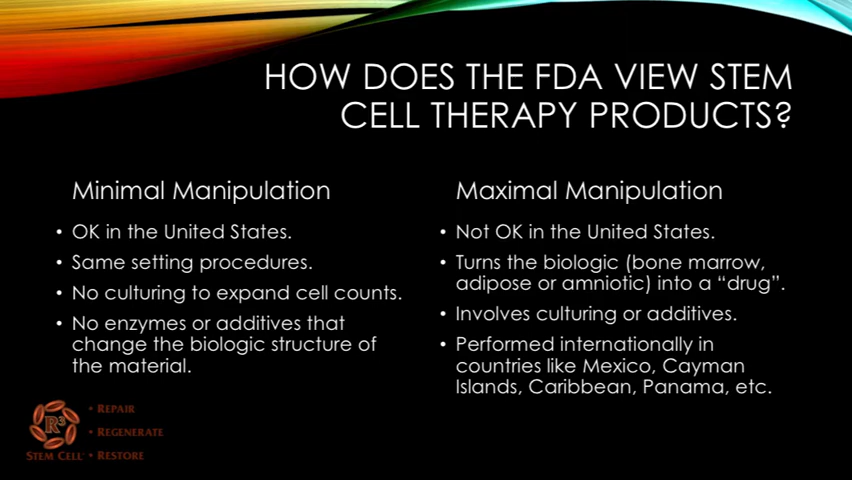 HOW DOES THE FDA VIEW STEM
CELL THERAPY PRODUCTS?
Minimal Manipulation
• OK in the United States.
• Same setting procedures.
• No culturing to expand cell counts.
• No enzymes or additives that
change the biologic structure of
the material.
Maximal Manipulation
• Not OK in the United States.
• Turns the biologic (bone marrow,
adipose or amniotic) into a “drug”.
• Involves culturing or additives.
• Performed internationally in
countries like Mexico, Cayman
Islands, Caribbean, Panama, etc.
R3
STEM CELL
• REPAIR
• REGENERATE
• RESTORE